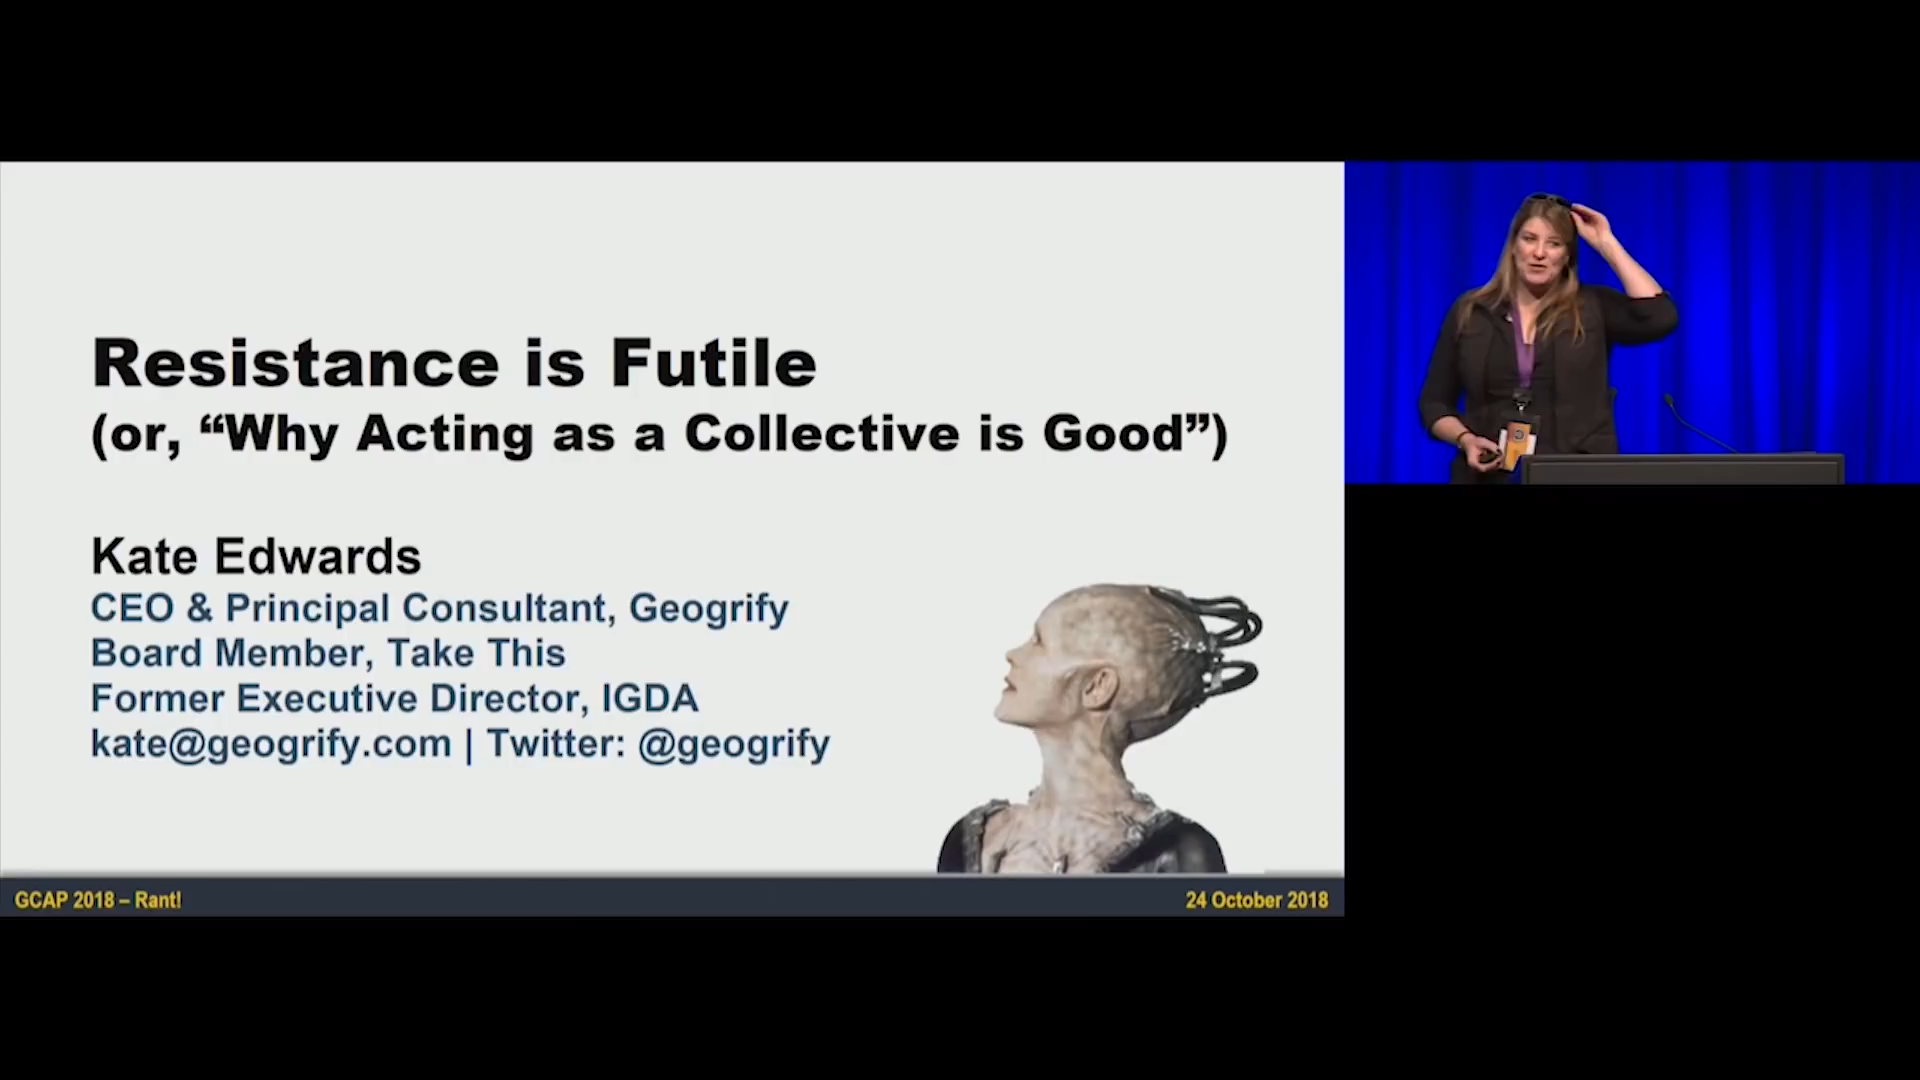 Resistance is Futile
(or, “Why Acting as a Collective is Good”)
Kate Edwards
CEO & Principal Consultant, Geogrify
Board Member, Take This
Former Executive Director, IGDA
kate@geogrify.com | Twitter: @geogrify
GCAP 2018 – Rant!
24 October 2018